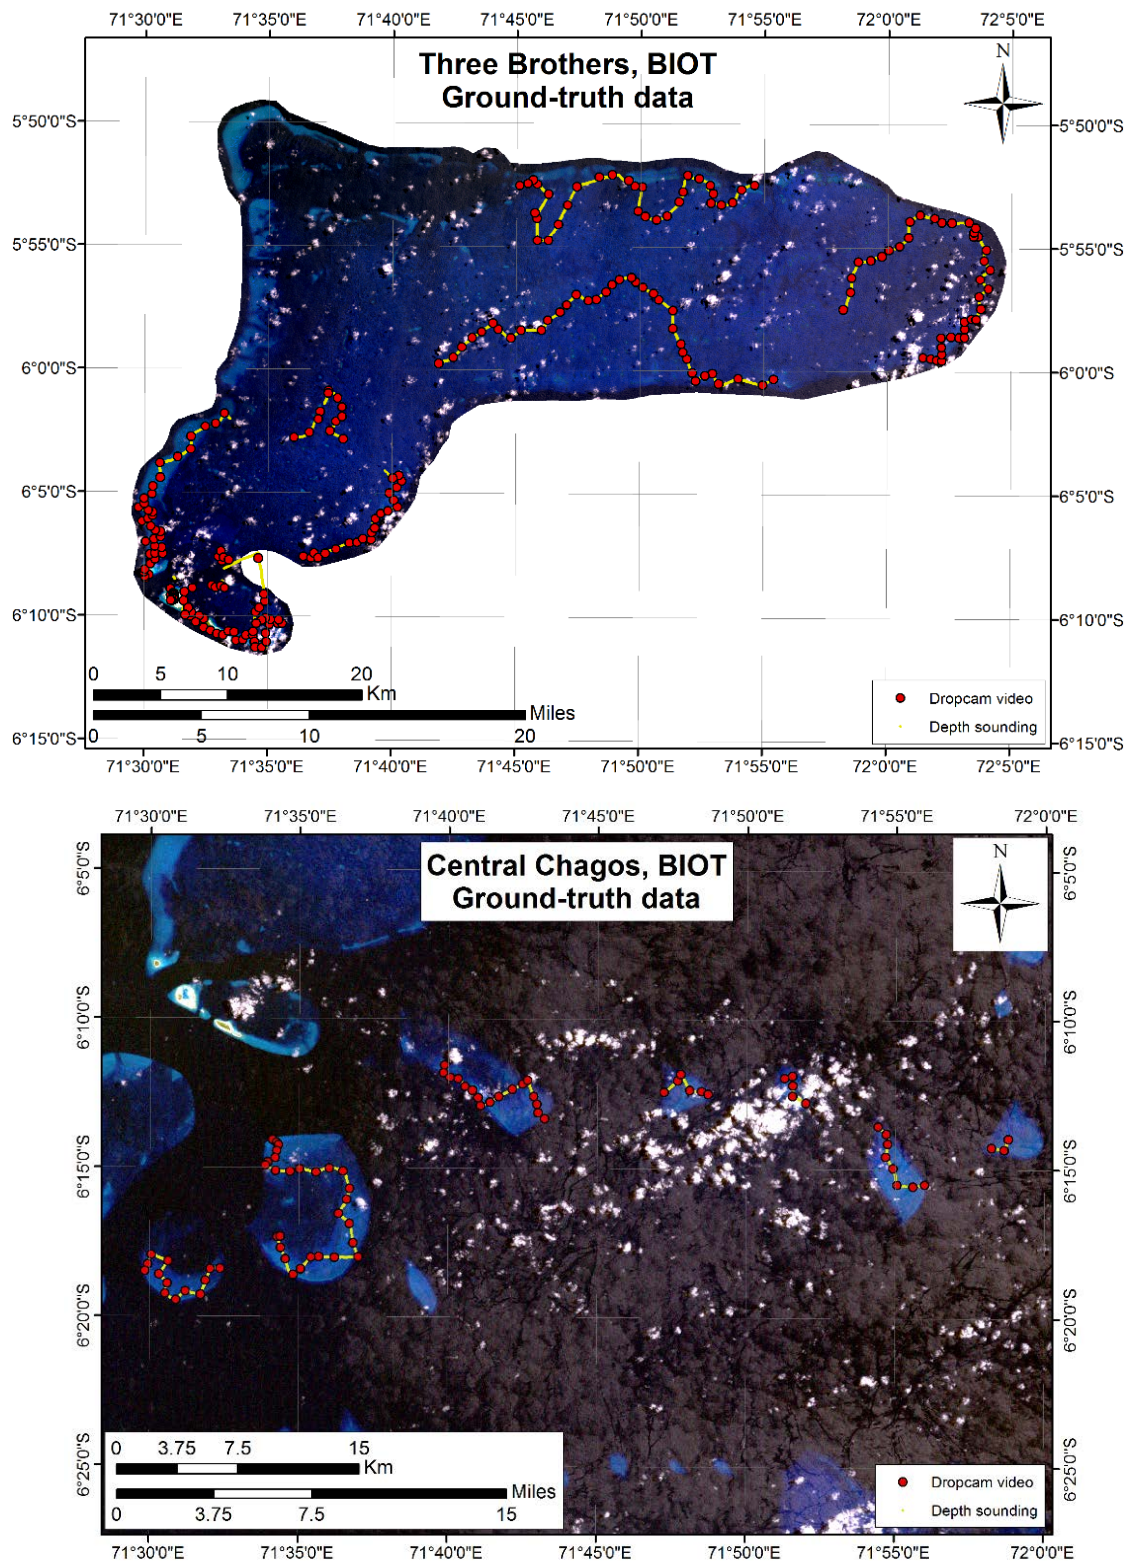 71°30'0"E 71°35'0"E 71°40'0"E 71°45'0"E 71°50'0"E 71°55'0"E 72°0'0"E 72°5'0"E
Three Brothers, BIOT
Ground-truth data
N
5°50'0"S 5°50'0"S
5°55'0"S 5°55'0"S
6°0'0"S 6°0'0"S
6°5'0"S 6°5'0"S
6°10'0"S 6°10'0"S
0 5 10 20
Km
Miles
0 5 10 20
Dropcam video
Depth sounding
6°15'0"S 6°15'0"S
71°30'0"E 71°35'0"E 71°40'0"E 71°45'0"E 71°50'0"E 71°55'0"E 72°0'0"E 72°5'0"E
71°30'0"E 71°35'0"E 71°40'0"E 71°45'0"E 71°50'0"E 71°55'0"E 72°0'0"E
Central Chagos, BIOT
Ground-truth data
N
6°5'0"S 6°5'0"S
6°10'0"S 6°10'0"S
6°15'0"S 6°15'0"S
6°20'0"S 6°20'0"S
6°25'0"S 6°25'0"S
0 3.75 7.5 15
Km
Miles
0 3.75 7.5 15
Dropcam video
Depth sounding
71°30'0"E 71°35'0"E 71°40'0"E 71°45'0"E 71°50'0"E 71°55'0"E 72°0'0"E